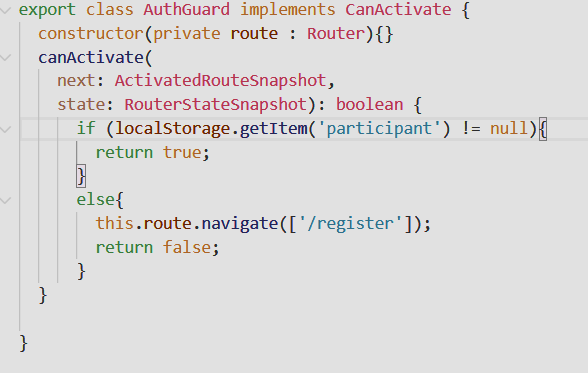 export class AuthGuard implements CanActivate {
  constructor(private route : Router){}
  canActivate(
    next: ActivatedRouteSnapshot,
    state: RouterStateSnapshot): boolean {
      if (localStorage.getItem('participant') != null){
        return true;
      }
      else{
        this.route.navigate(['/register']);
        return false;
      }
  }
}